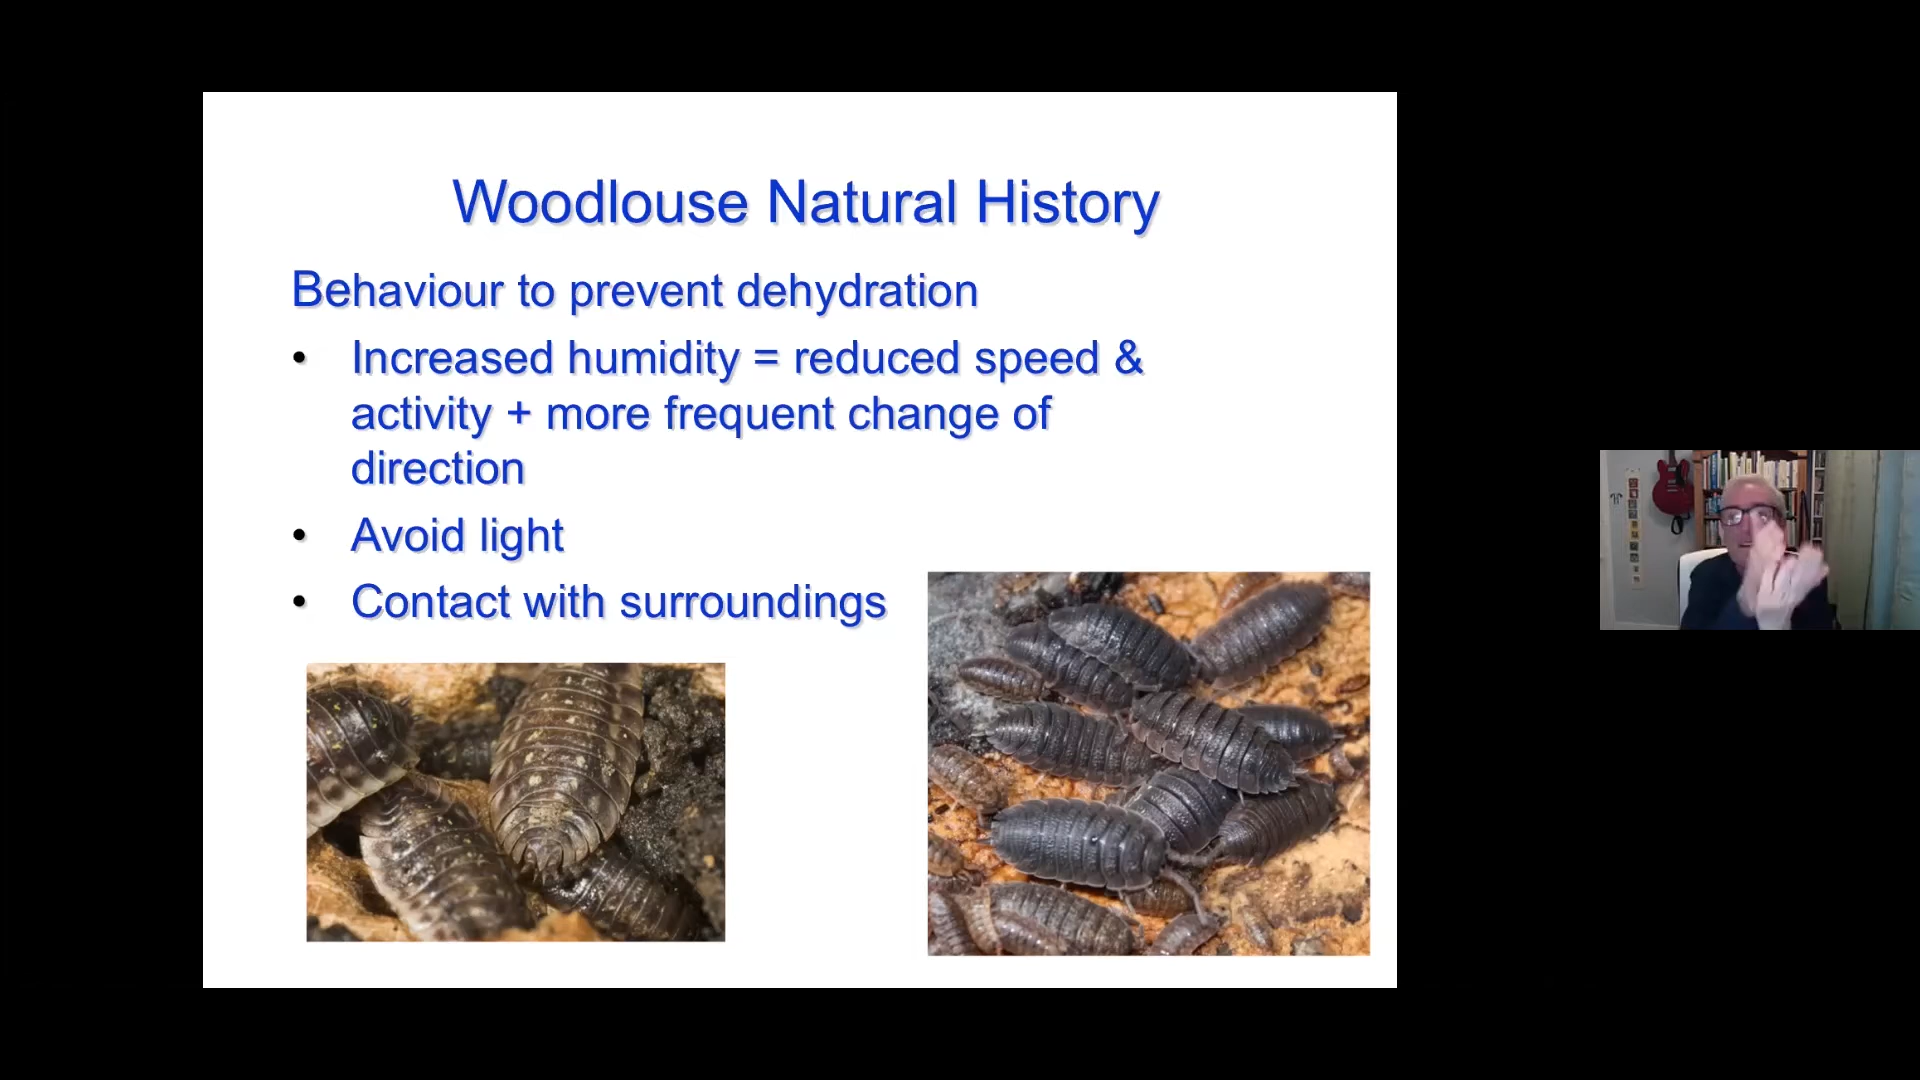 Woodlouse Natural History
Behaviour to prevent dehydration
• Increased humidity = reduced speed &
activity + more frequent change of
direction
• Avoid light
• Contact with surroundings